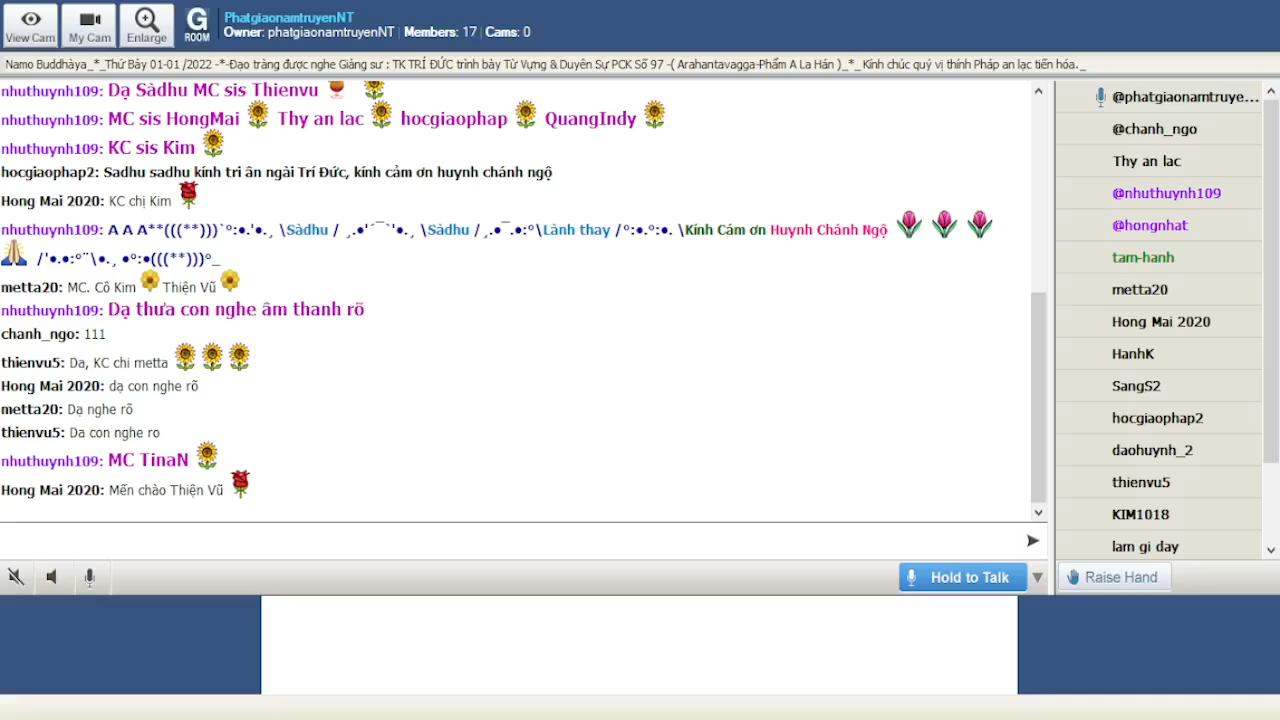 View Cam
My Cam
Enlarge
G
ROOM
PhatgiaonamtruyenNT
Owner: phatgiaonamtruyenNT | Members: 17 | Cams: 0
Namo Buddhàya_*_Thứ Bảy 01-01 /2022 -*-Đạo tràng được nghe Giảng sư : TK TRÍ ĐỨC trình bày Từ Vựng & Duyên Sự PCK Số 97 -( Arahantavagga-Phẩm A La Hán )_*_ Kính chúc quý vị thính Pháp an lạc tiến hóa._
nhuthuynh109: Dạ Sàdhu MC sis Thienvu
nhuthuynh109: MC sis HongMai Thy an lac hocgiaophap QuangIndy
nhuthuynh109: KC sis Kim
hocgiaophap2: Sadhu sadhu kính tri ân ngài Trí Đức, kính cảm ơn huynh chánh ngộ
Hong Mai 2020: KC chị Kim
nhuthuynh109: A A A**(((**)))`º:•.'•.¸ \Sàdhu / ¸.•'´¯`'•.¸ \Sàdhu /¸.•¯.•:º\Lành thay /º:•.º:•. \Kính Cám ơn Huynh Chánh Ngộ
/'•.•:º¨\•.¸ •º:•(((**)))º_
metta20: MC. Cô Kim Thiện Vũ
nhuthuynh109: Dạ thưa con nghe âm thanh rõ
chanh_ngo: 111
thienvu5: Da, KC chi metta
Hong Mai 2020: dạ con nghe rõ
metta20: Dạ nghe rõ
thienvu5: Da con nghe ro
nhuthuynh109: MC TinaN
Hong Mai 2020: Mến chào Thiện Vũ
Hold to Talk
@phatgiaonamtruye...
@chanh_ngo
Thy an lac
@nhuthuynh109
@hongnhat
tam-hanh
metta20
Hong Mai 2020
HanhK
SangS2
hocgiaophap2
daohuynh_2
thienvu5
KIM1018
lam gi day
Raise Hand